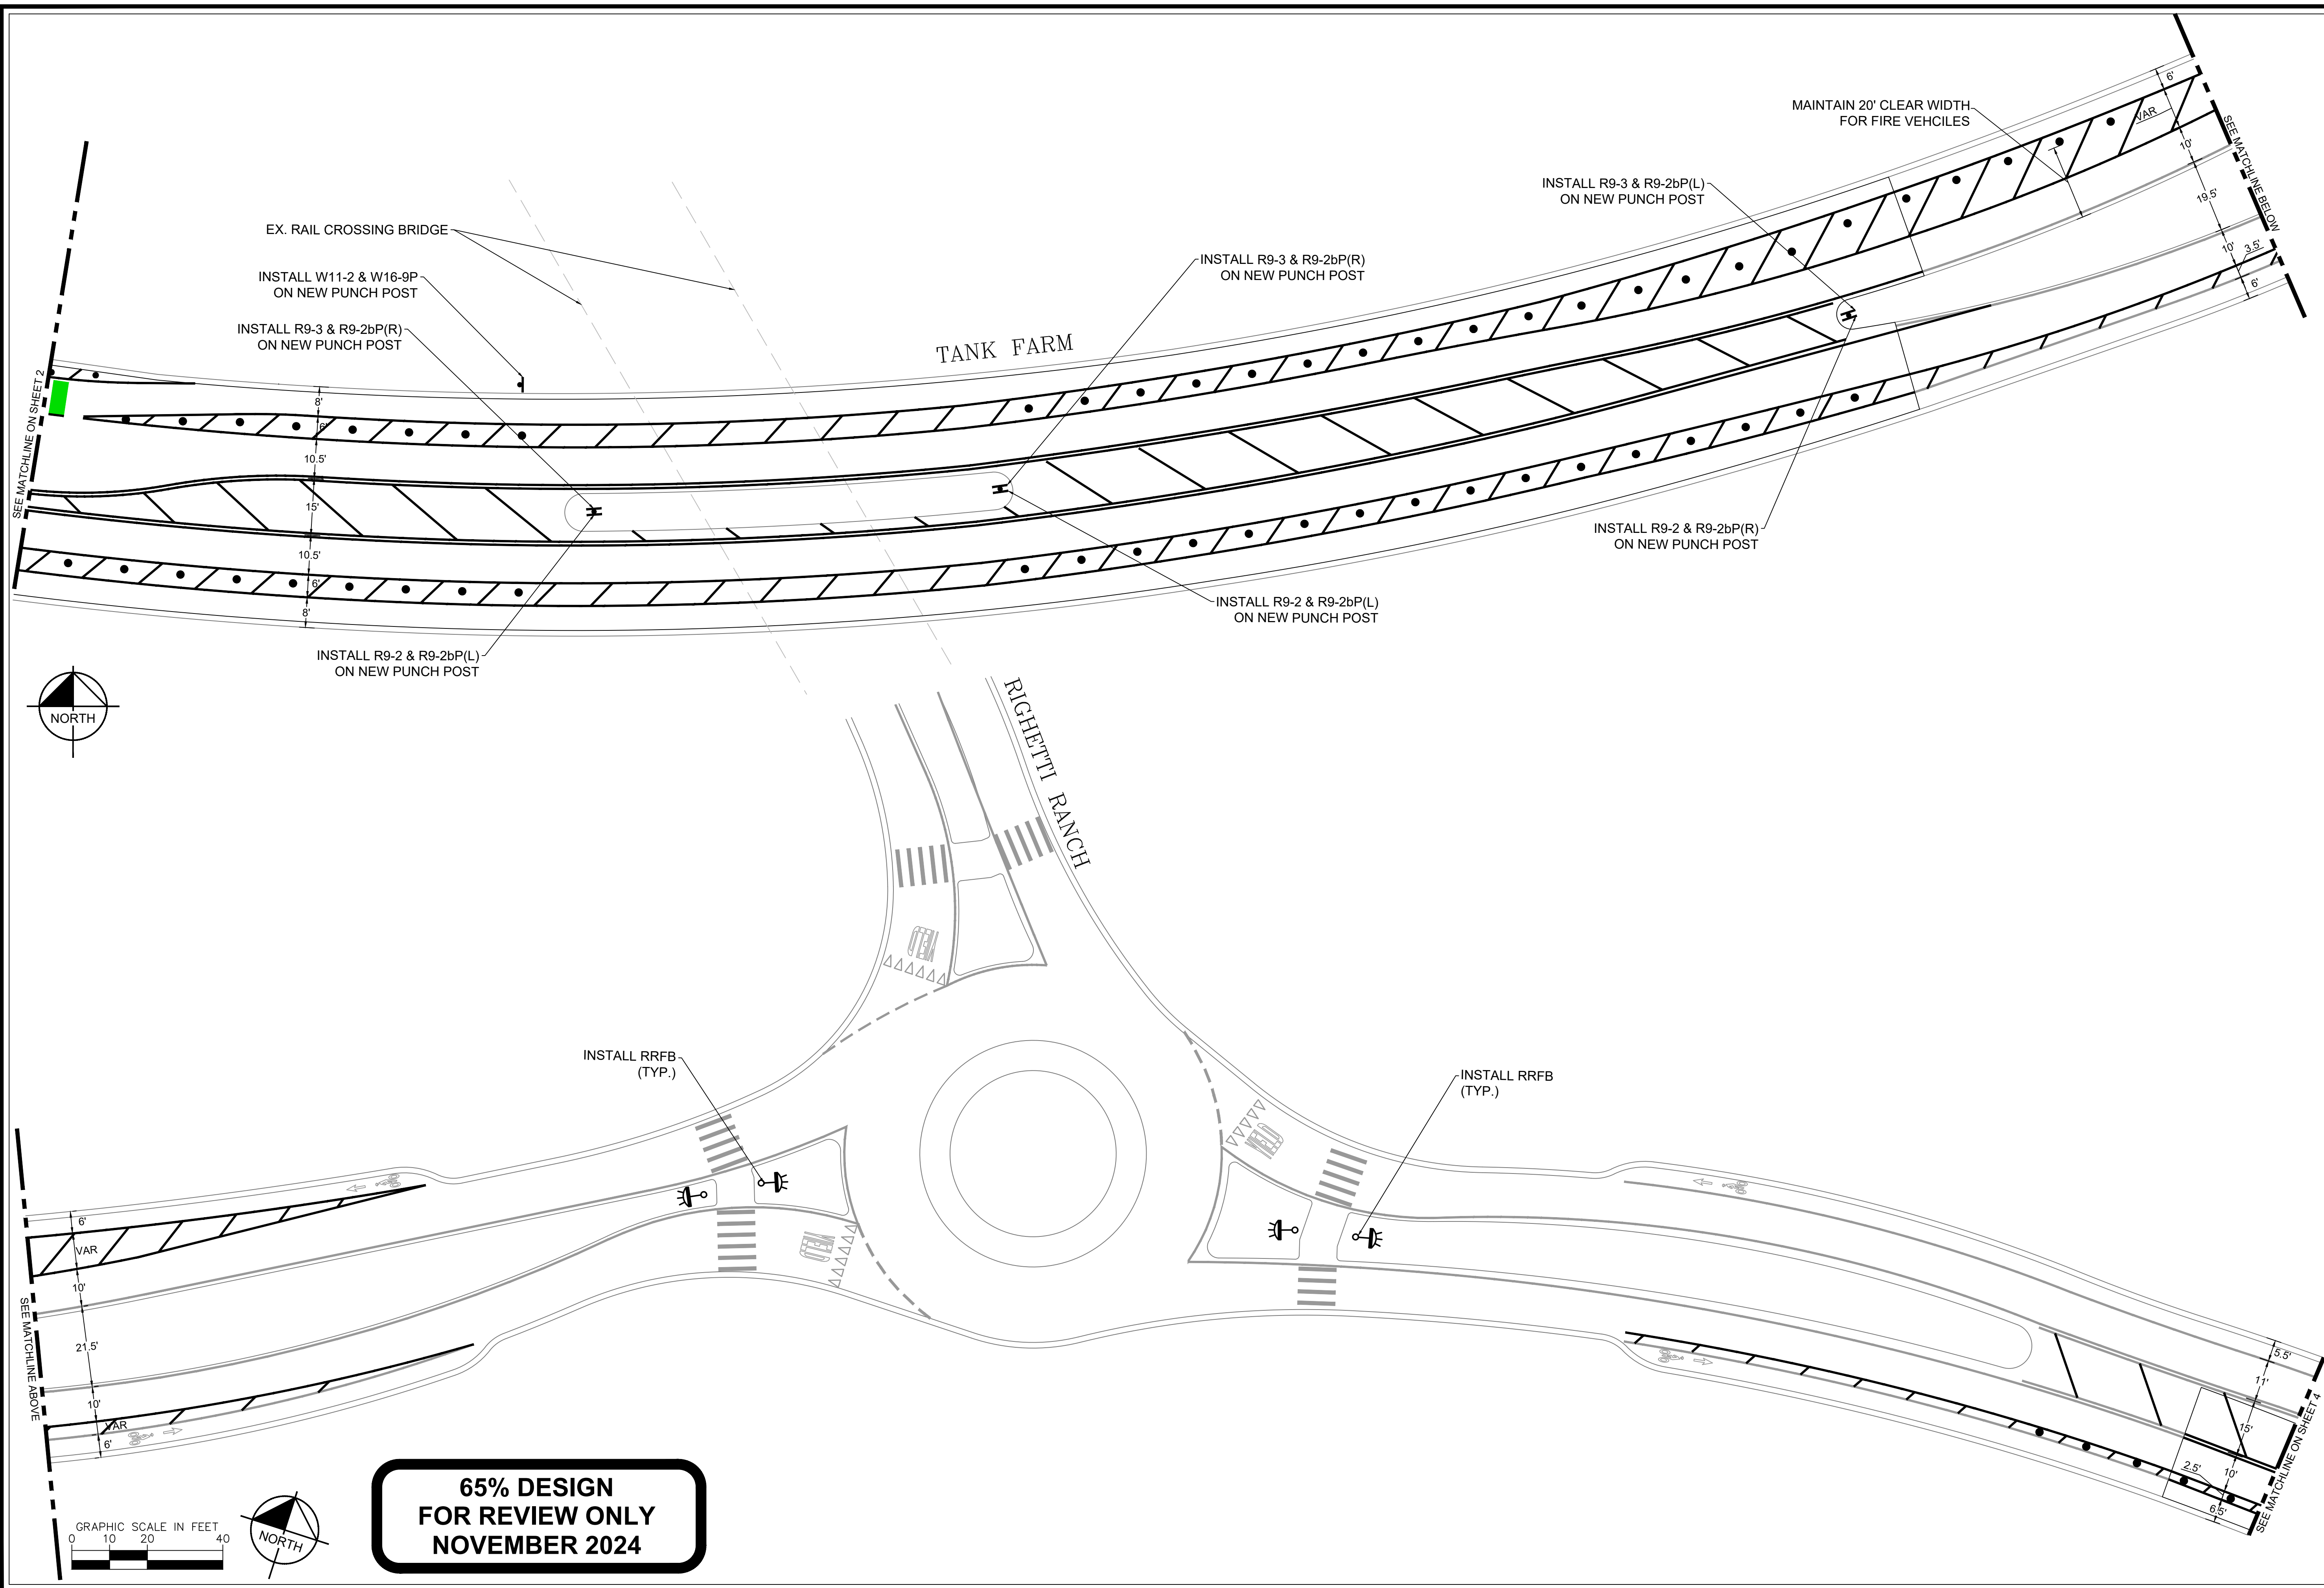 MAINTAIN 20' CLEAR WIDTH
FOR FIRE VEHCILES
6'
VAR
10'
19.5'
10'
3.5'
6'
SEE MATCHLINE BELOW
INSTALL R9-3 & R9-2bP(L)
ON NEW PUNCH POST
EX. RAIL CROSSING BRIDGE
INSTALL W11-2 & W16-9P
ON NEW PUNCH POST
INSTALL R9-3 & R9-2bP(R)
ON NEW PUNCH POST
INSTALL R9-3 & R9-2bP(R)
ON NEW PUNCH POST
TANK FARM
SEE MATCHLINE ON SHEET 2
8'
6'
10.5'
15'
10.5'
6'
8'
INSTALL R9-2 & R9-2bP(R)
ON NEW PUNCH POST
INSTALL R9-2 & R9-2bP(L)
ON NEW PUNCH POST
INSTALL R9-2 & R9-2bP(L)
ON NEW PUNCH POST
NORTH
RIGHETTI RANCH
YIELD
INSTALL RRFB
(TYP.)
INSTALL RRFB
(TYP.)
YIELD
YIELD
6'
VAR
10'
21.5'
10'
VAR
6'
SEE MATCHLINE ABOVE
5.5'
11'
15'
10'
2.5'
6.5'
SEE MATCHLINE ON SHEET 4
65% DESIGN
FOR REVIEW ONLY
NOVEMBER 2024
GRAPHIC SCALE IN FEET
0 10 20 40
NORTH